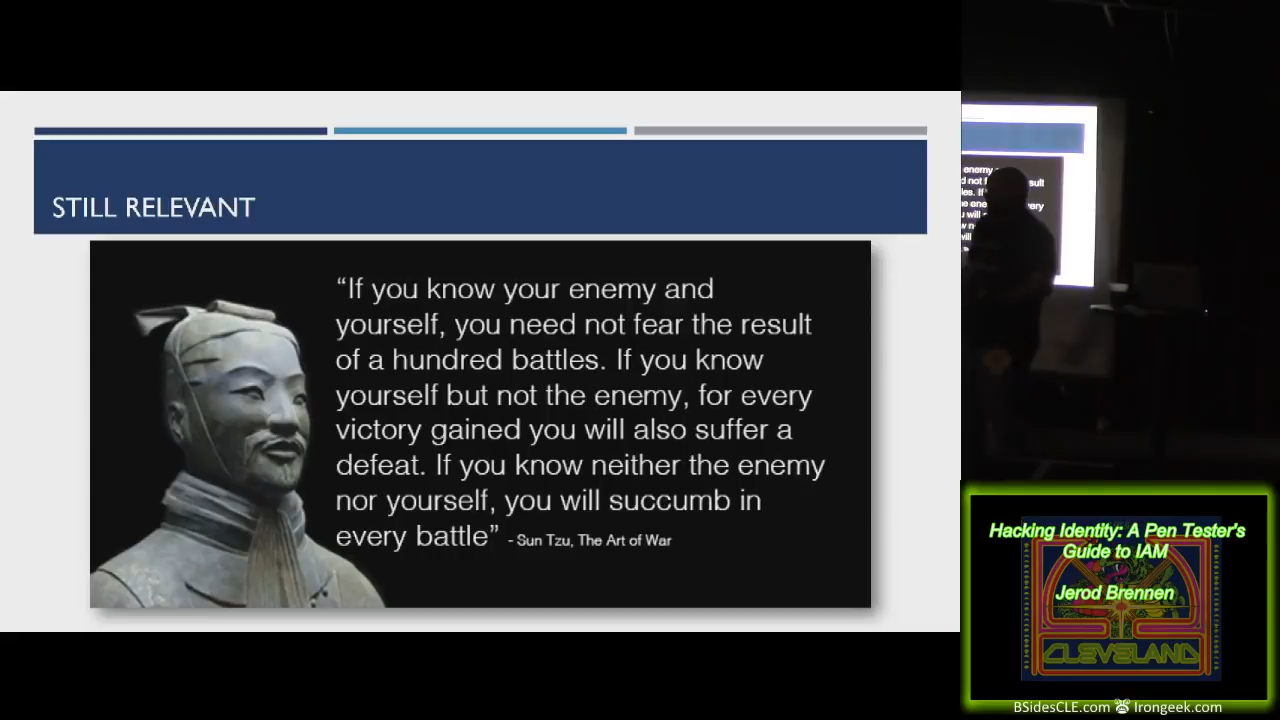 STILL RELEVANT
“If you know your enemy and
yourself, you need not fear the result
of a hundred battles. If you know
yourself but not the enemy, for every
victory gained you will also suffer a
defeat. If you know neither the enemy
nor yourself, you will succumb in
every battle” - Sun Tzu, The Art of War
enemy
sult
very
Hacking Identity: A Pen Tester's
Guide to IAM
Jerod Brennen
CLEVELAND
BSidesCLE.com Irongeek.com